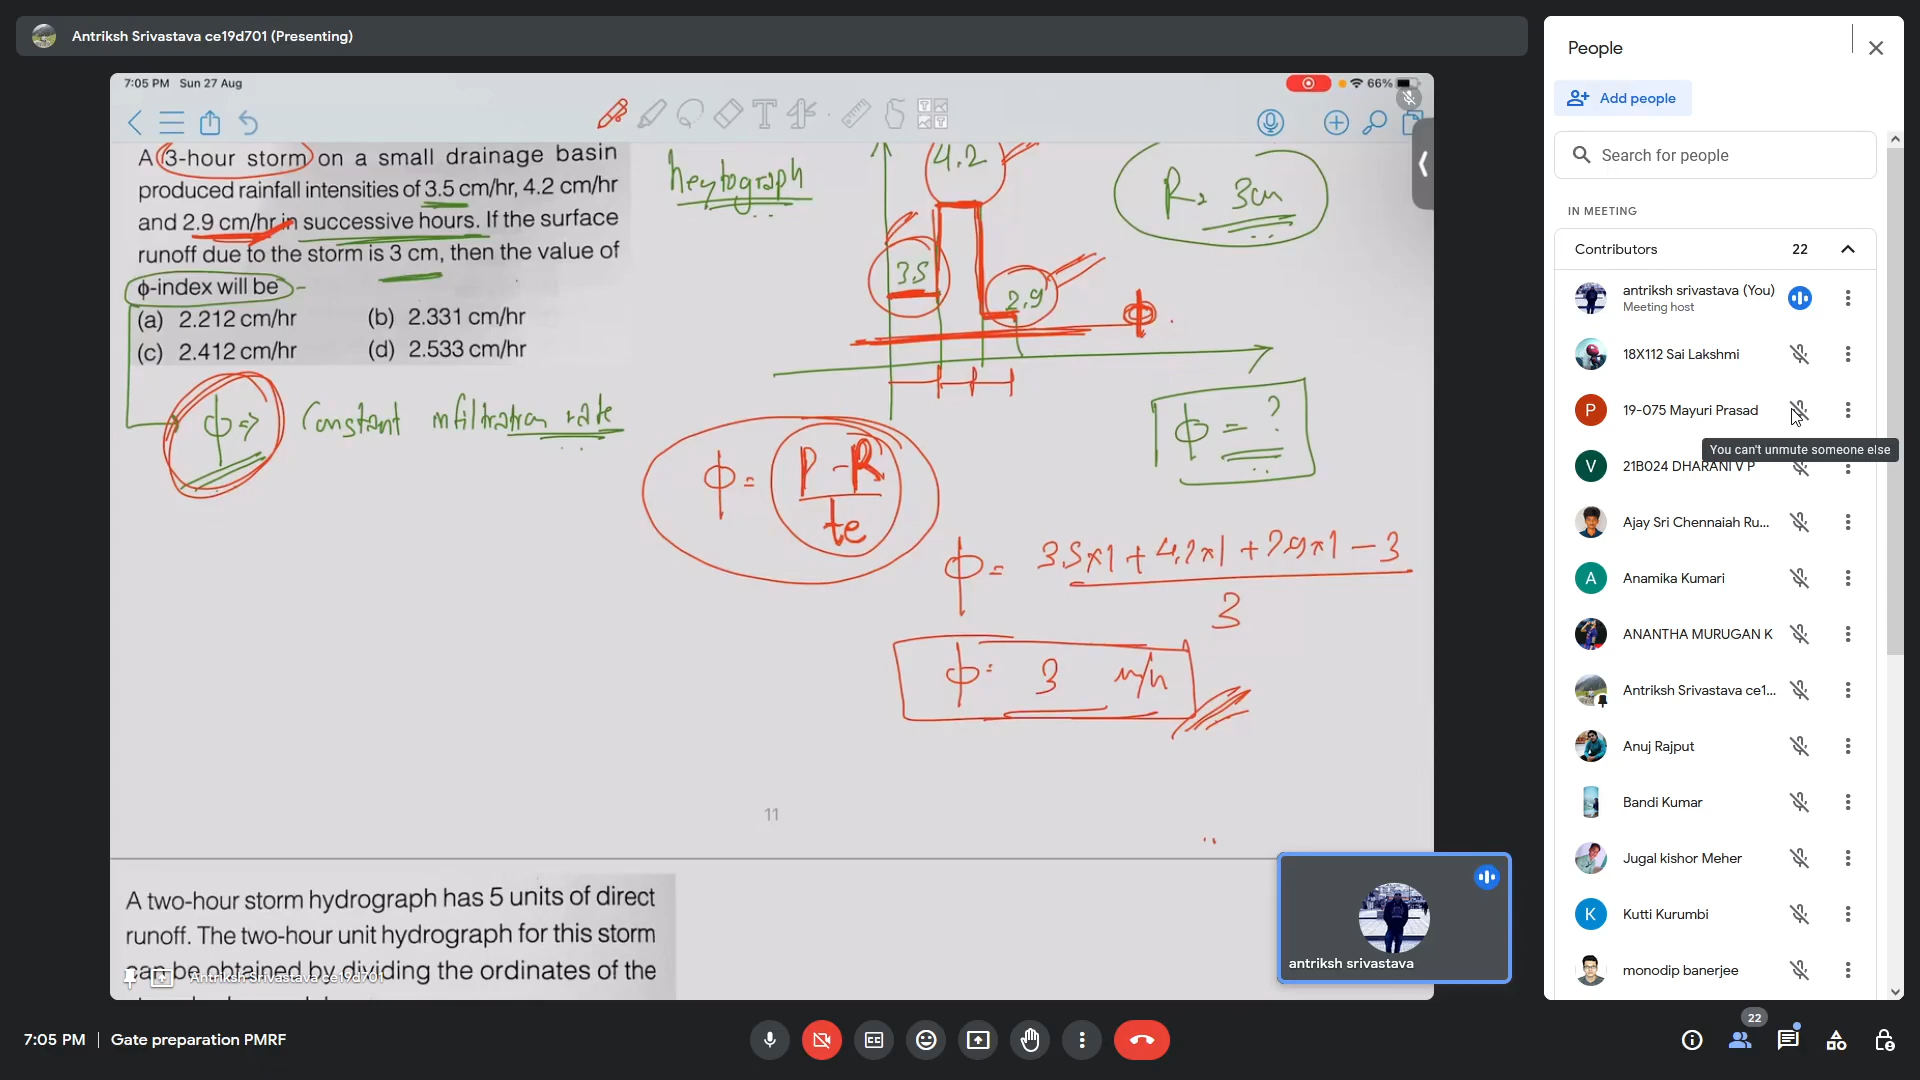 Antriksh Srivastava ce19d701 (Presenting)
7:05 PM Sun 27 Aug
66%
A 3-hour storm on a small drainage basin
produced rainfall intensities of 3.5 cm/hr, 4.2 cm/hr
and 2.9 cm/hr in successive hours. If the surface
runoff due to the storm is 3 cm, then the value of
ϕ-index will be
(a) 2.212 cm/hr (b) 2.331 cm/hr
(c) 2.412 cm/hr (d) 2.533 cm/hr
ϕ => Constant infiltration rate
heytograph
4.2
3.5
2.9
ϕ
R = 3cm
ϕ = ?
ϕ = P - R
te
ϕ = 3.5x1 + 4.2x1 + 2.9x1 - 3
3
ϕ = 3
11
A two-hour storm hydrograph has 5 units of direct
runoff. The two-hour unit hydrograph for this storm
can be obtained by dividing the ordinates of the
Antriksh Srivastava ce19d701
antriksh srivastava
People
Add people
Search for people
IN MEETING
Contributors 22
antriksh srivastava (You)
Meeting host
18X112 Sai Lakshmi
P 19-075 Mayuri Prasad
You can't unmute someone else
V 21B024 DHARANI V P
Ajay Sri Chennaiah Ru...
A Anamika Kumari
ANANTHA MURUGAN K
Antriksh Srivastava ce1...
Anuj Rajput
Bandi Kumar
Jugal kishor Meher
K Kutti Kurumbi
monodip banerjee
7:05 PM | Gate preparation PMRF
22